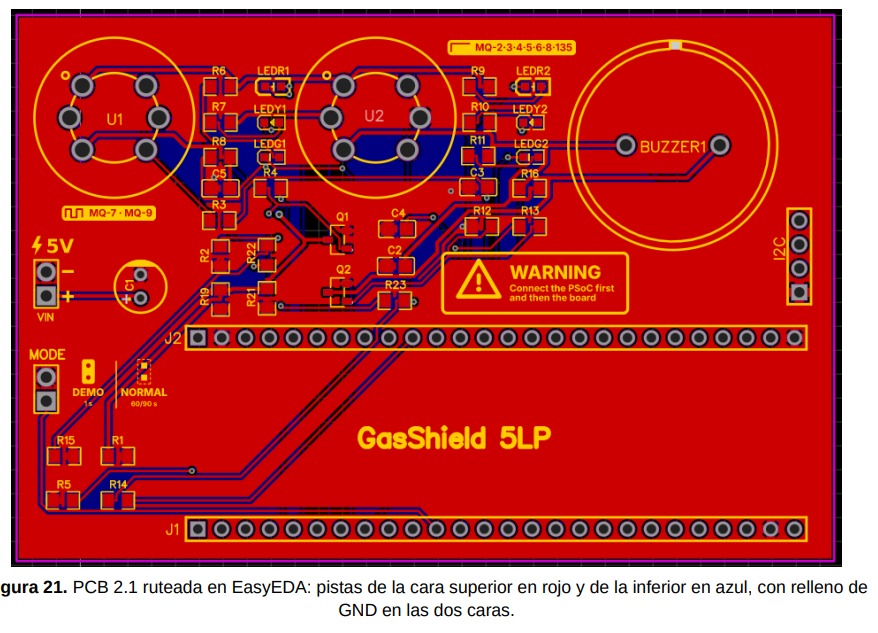 MQ-2·3·4·5·6·8·135
R6
LEDR1
R9
LEDR2
U1
R7
LEDY1
U2
R10
LEDY2
R8
LEDG1
R11
LEDG2
BUZZER1
C5
R4
C3
R16
MQ-7 · MQ-9
R3
Q1
C4
R12
R13
5V
−
+
VIN
C1
+
R2
R22
C2
I2C
WARNING
Connect the PSoC first
and then the board
R19
R21
Q2
R23
J2
MODE
DEMO
1s
NORMAL
60/90 s
R15
R1
GasShield 5LP
R5
R14
J1
gura 21. PCB 2.1 ruteada en EasyEDA: pistas de la cara superior en rojo y de la inferior en azul, con relleno de
GND en las dos caras.